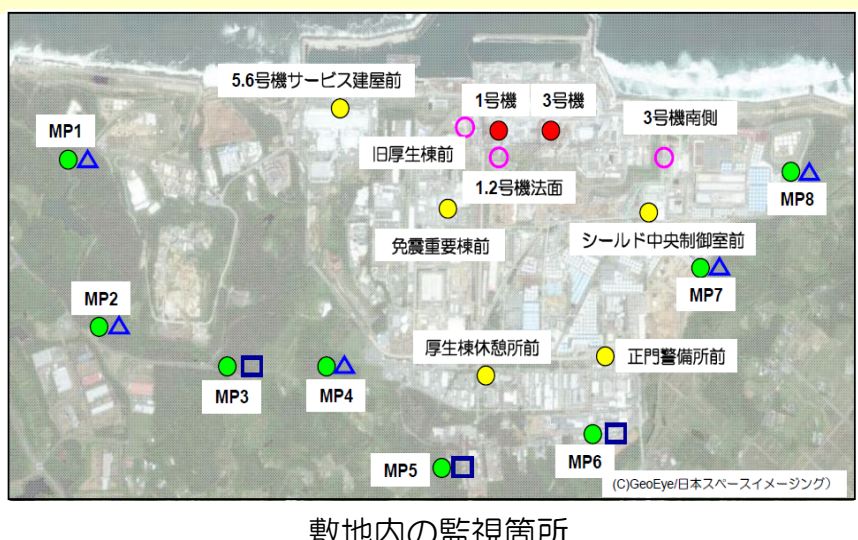 5.6号機サービス建屋前
1号機
3号機
3号機南側
MP1
旧厚生棟前
1.2号機法面
MP8
免震重要棟前
シールド中央制御室前
MP7
MP2
厚生棟休憩所前
正門警備所前
MP3
MP4
MP5
MP6
(C)GeoEye/日本スペースイメージング）
敷地内の監視箇所